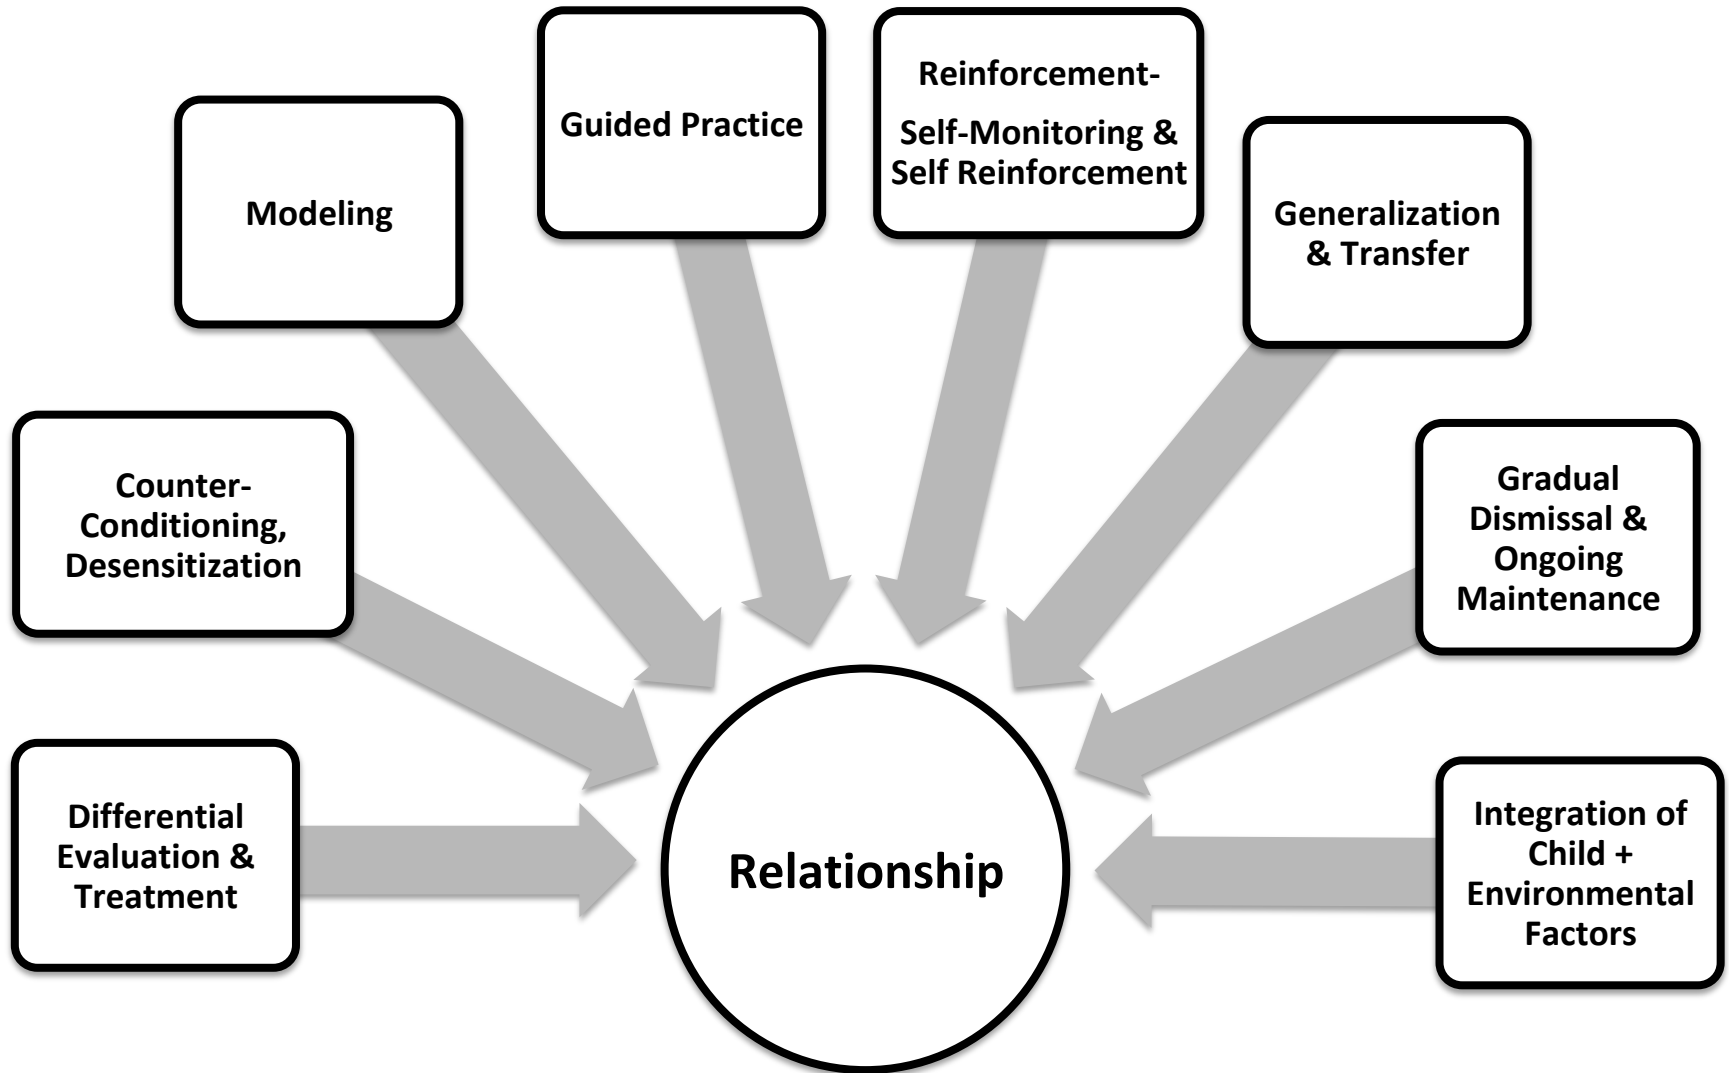 Differential
Evaluation &
Treatment
Counter-
Conditioning,
Desensitization
Modeling
Guided Practice
Reinforcement-
Self-Monitoring &
Self Reinforcement
Generalization
& Transfer
Gradual
Dismissal &
Ongoing
Maintenance
Integration of
Child +
Environmental
Factors
Relationship